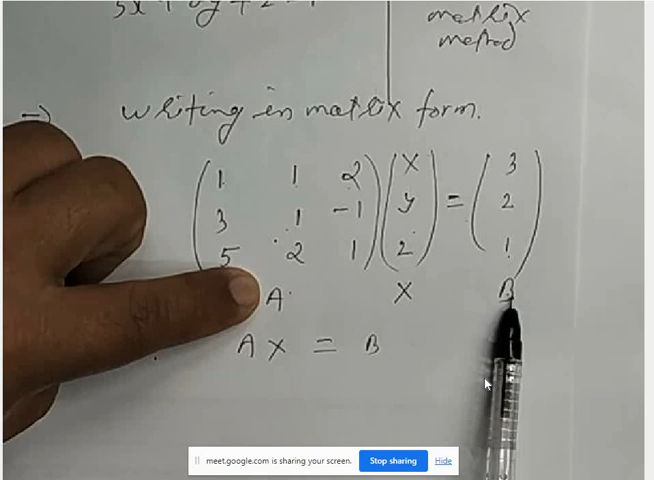 matrix
method
→ writing in matrix form.
(1 1 2) (x) = (3)
(3 1 -1) (y) (2)
(5 2 1) (z) (1)
A X B
A X = B
meet.google.com is sharing your screen. Stop sharing Hide